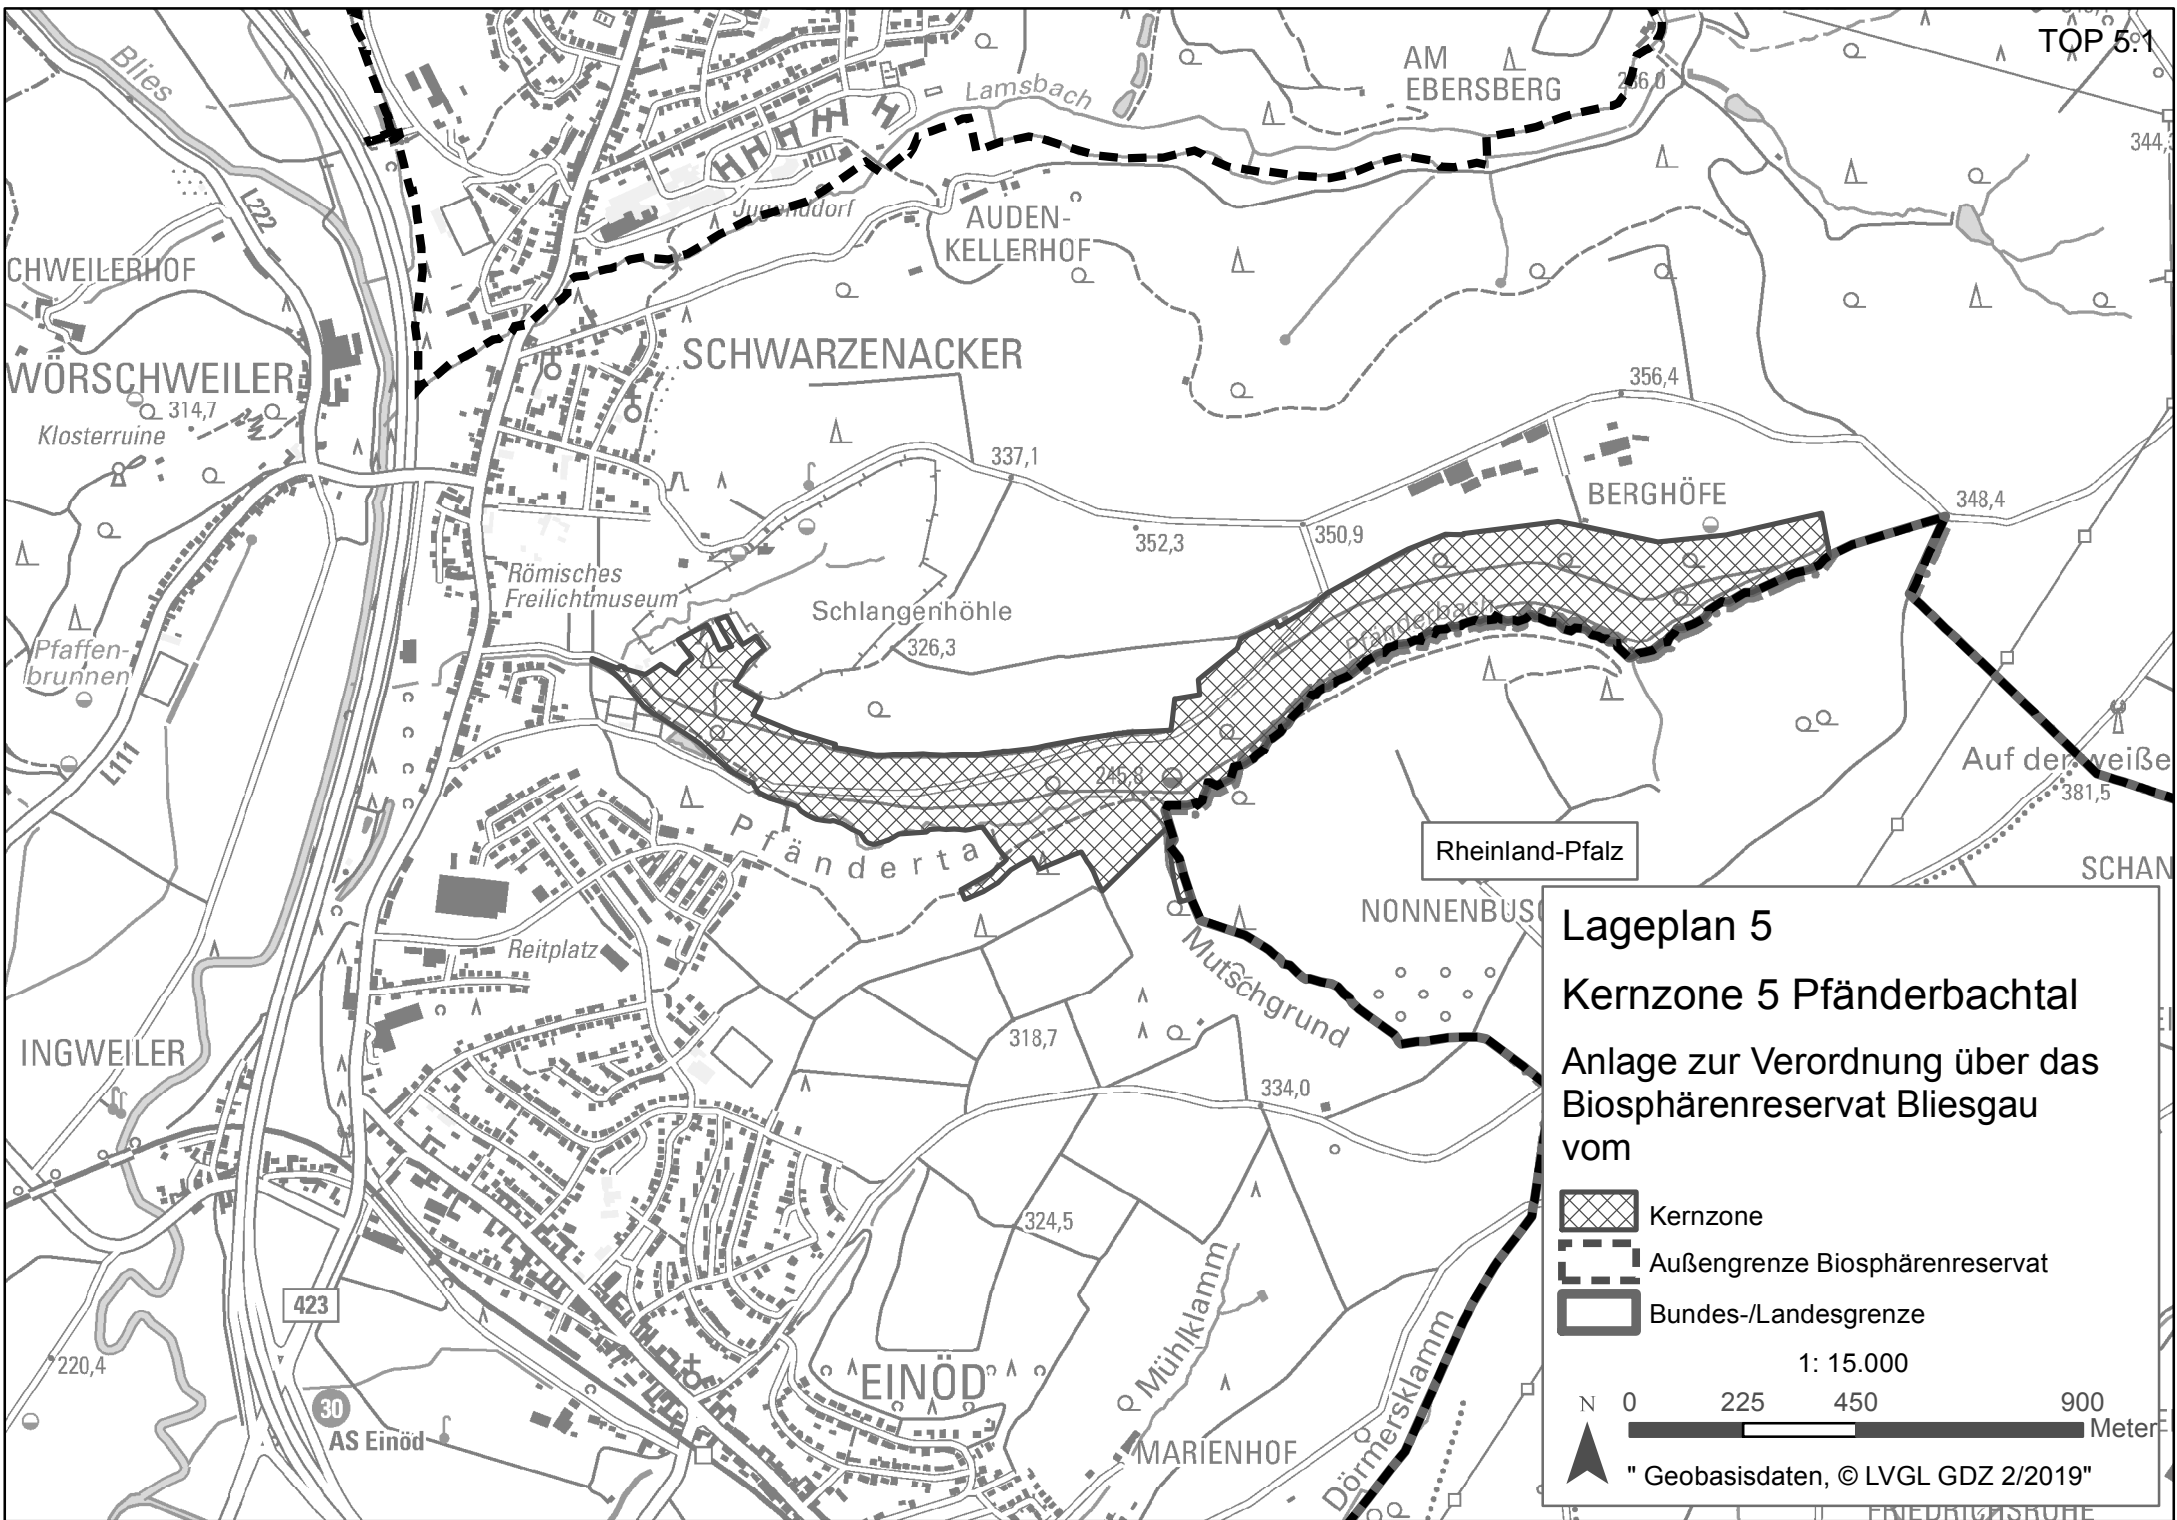 TOP 5.1
Blies
L222
Lamsbach
AM
EBERSBERG
236,0
344,
Jugenddorf
AUDEN-
KELLERHOF
CHWEILERHOF
WÖRSCHWEILER
314,7
Klosterruine
SCHWARZENACKER
356,4
337,1
BERGHÖFE
348,4
352,3
350,9
Römisches
Freilichtmuseum
Schlangenhöhle
326,3
Pfänderbach
Pfaffen-
brunnen
L111
245,8
Auf der weiße
381,5
Pfänderta
Rheinland-Pfalz
SCHAN
NONNENBUSC
Reitplatz
Mutschgrund
318,7
INGWEILER
334,0
324,5
423
220,4
30
AS Einöd
EINÖD
Mühlklamm
MARIENHOF
Dörmersklamm
Lageplan 5
Kernzone 5 Pfänderbachtal
Anlage zur Verordnung über das
Biosphärenreservat Bliesgau
vom
Kernzone
Außengrenze Biosphärenreservat
Bundes-/Landesgrenze
1: 15.000
N
0 225 450 900
Meter
" Geobasisdaten, © LVGL GDZ 2/2019"
FRIEDRICHSRUHE